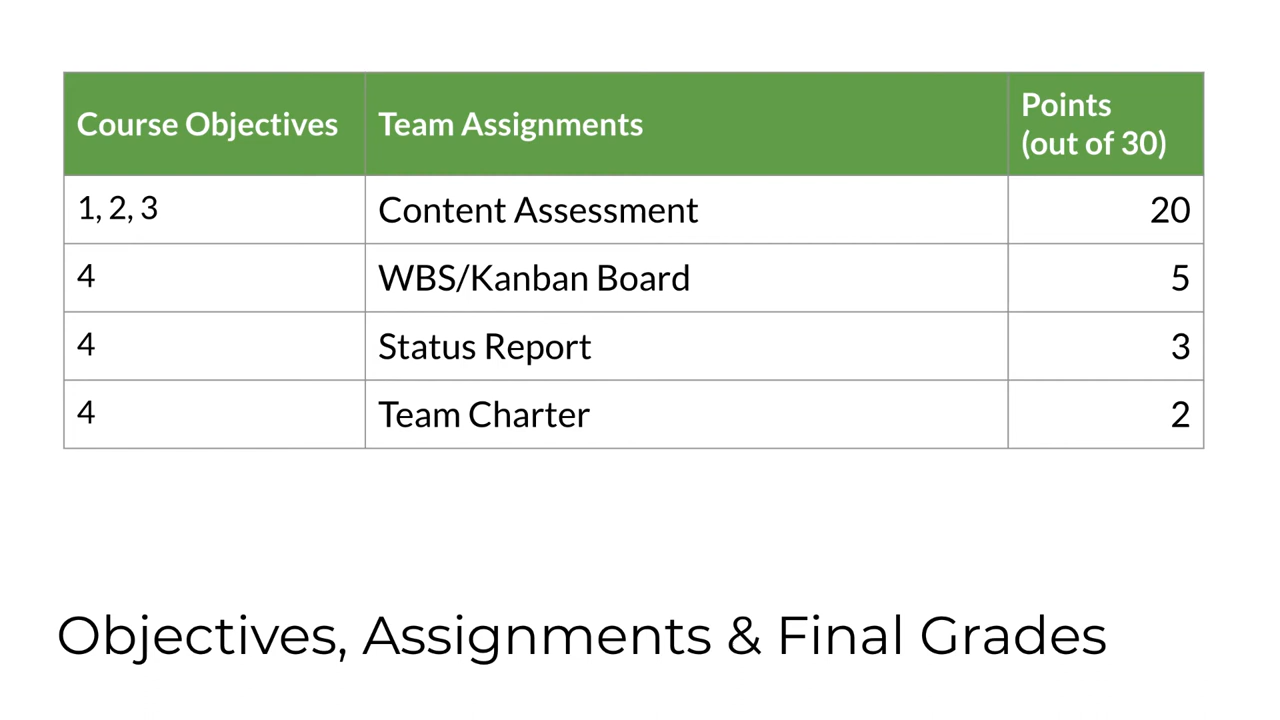 Course Objectives Team Assignments Points
(out of 30)
1, 2, 3 Content Assessment 20
4 WBS/Kanban Board 5
4 Status Report 3
4 Team Charter 2
Objectives, Assignments & Final Grades